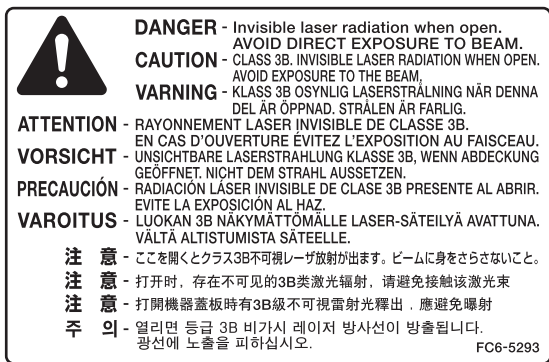 DANGER - Invisible laser radiation when open.
AVOID DIRECT EXPOSURE TO BEAM.
CAUTION - CLASS 3B. INVISIBLE LASER RADIATION WHEN OPEN.
AVOID EXPOSURE TO THE BEAM,
VARNING - KLASS 3B OSYNLIG LASERSTRÅLNING NÄR DENNA
DEL ÄR ÖPPNAD. STRÅLEN ÄR FARLIG.
ATTENTION - RAYONNEMENT LASER INVISIBLE DE CLASSE 3B.
EN CAS D'OUVERTURE ÉVITEZ L'EXPOSITION AU FAISCEAU.
VORSICHT - UNSICHTBARE LASERSTRAHLUNG KLASSE 3B, WENN ABDECKUNG
GEÖFFNET. NICHT DEM STRAHL AUSSETZEN.
PRECAUCIÓN - RADIACIÓN LÁSER INVISIBLE DE CLASE 3B PRESENTE AL ABRIR.
EVITE LA EXPOSICIÓN AL HAZ.
VAROITUS - LUOKAN 3B NÄKYMÄTTÖMÄLLE LASER-SÄTEILYÄ AVATTUNA.
VÄLTÄ ALTISTUMISTA SÄTEELLE.
注 意 - ここを開くとクラス3B不可視レーザ放射が出ます。ビームに身をさらさないこと。
注 意 - 打开时，存在不可见的3B类激光辐射，请避免接触该激光束
注 意 - 打開機器蓋板時有3B級不可視雷射光釋出﹐應避免曝射
주 의 - 열리면 등급 3B 비가시 레이저 방사선이 방출됩니다.
광선에 노출을 피하십시오.
FC6-5293